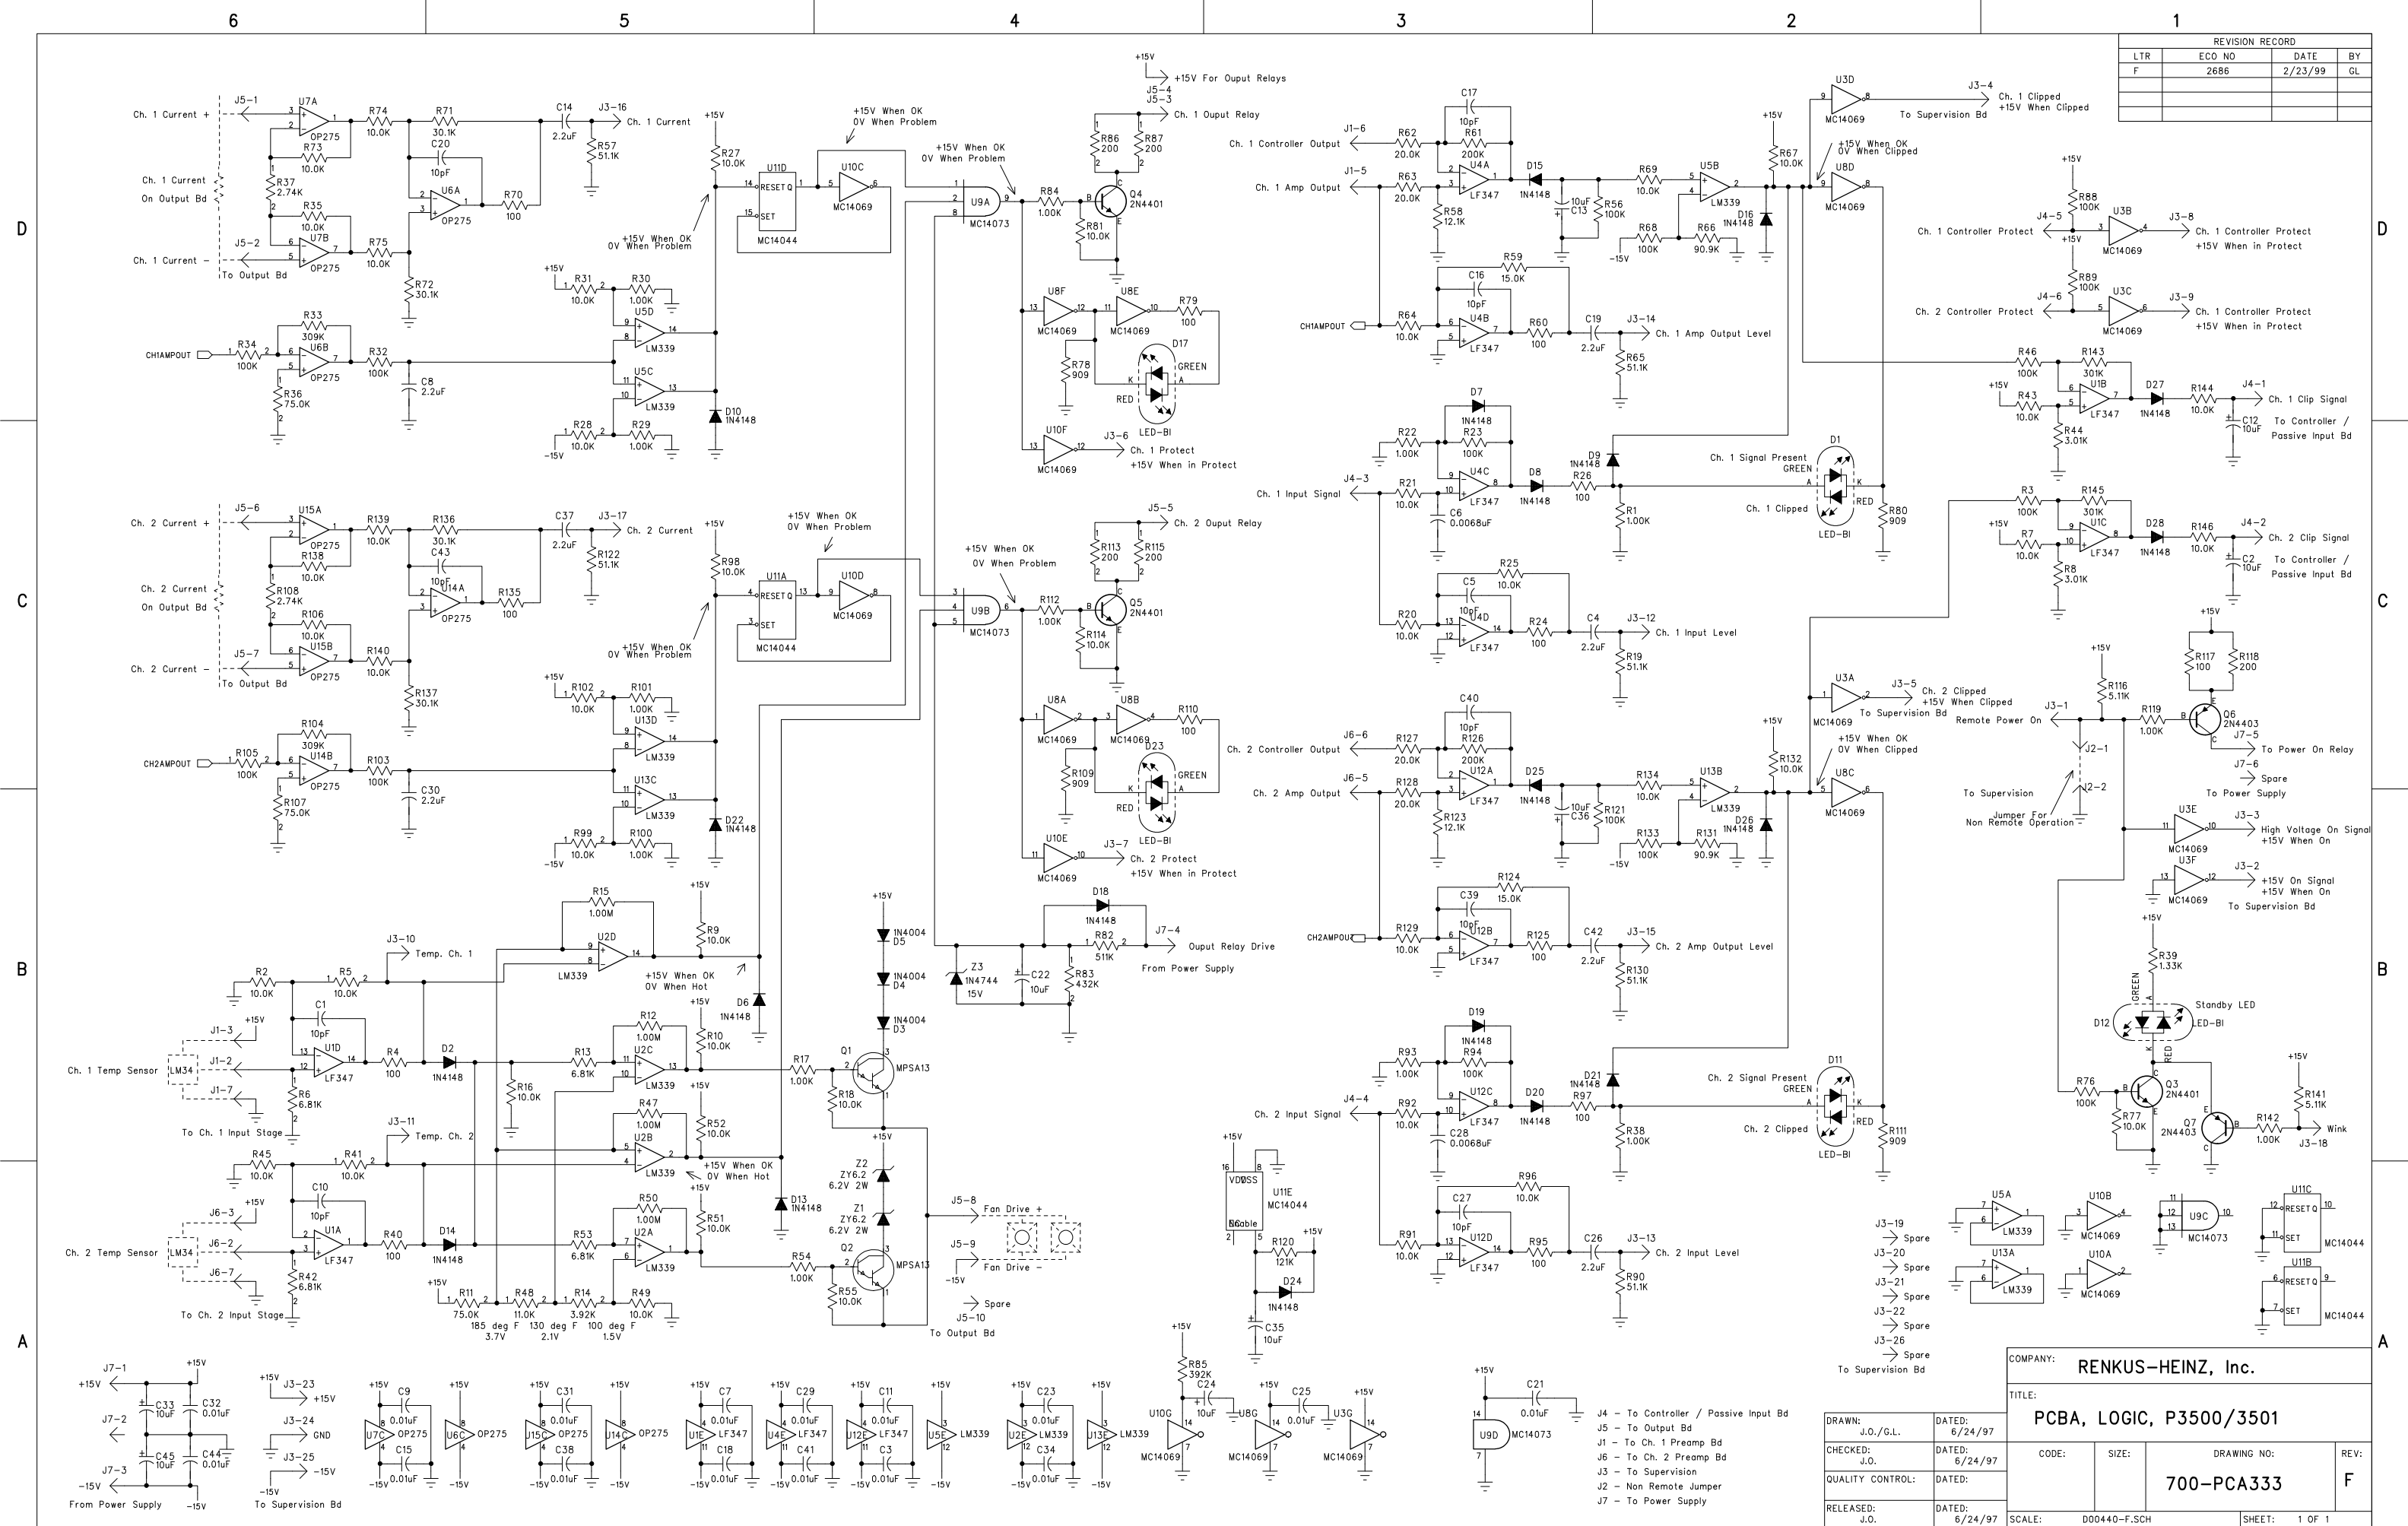 6 5 4 3 2 1
REVISION RECORD
LTR ECO NO DATE BY
F 2686 2/23/99 GL
D
C
B
A
Ch. 1 Current +
J5-1
U7A
OP275
R74
10.0K
R71
30.1K
C14
2.2uF
J3-16
Ch. 1 Current
R73
10.0K
C20
10pF
R57
51.1K
Ch. 1 Current
On Output Bd
R37
2.74K
U6A
OP275
R70
100
R35
10.0K
Ch. 1 Current -
J5-2
To Output Bd
U7B
OP275
R75
10.0K
R72
30.1K
CH1AMPOUT
R34
100K
R33
309K
U6B
OP275
R36
75.0K
R32
100K
C8
2.2uF
+15V
R31
10.0K
R30
1.00K
U5D
LM339
U5C
LM339
R28
10.0K
R29
1.00K
-15V
D10
1N4148
+15V
R27
10.0K
+15V When OK
0V When Problem
U11D
RESET Q
SET
MC14044
U10C
MC14069
+15V When OK
0V When Problem
+15V When OK
0V When Problem
U9A
MC14073
R84
1.00K
R81
10.0K
Q4
2N4401
R86
200
R87
200
+15V
J5-4
+15V For Ouput Relays
J5-3
Ch. 1 Ouput Relay
U8F
MC14069
U8E
MC14069
R79
100
R78
909
D17
GREEN
RED
LED-BI
U10F
MC14069
J3-6
Ch. 1 Protect
+15V When in Protect
Ch. 2 Current +
J5-6
U15A
OP275
R139
10.0K
R136
30.1K
C37
2.2uF
J3-17
Ch. 2 Current
R138
10.0K
C43
10pF
R122
51.1K
Ch. 2 Current
On Output Bd
R108
2.74K
U14A
OP275
R135
100
R106
10.0K
Ch. 2 Current -
J5-7
To Output Bd
U15B
OP275
R140
10.0K
R137
30.1K
CH2AMPOUT
R105
100K
R104
309K
U14B
OP275
R107
75.0K
R103
100K
C30
2.2uF
+15V
R102
10.0K
R101
1.00K
U13D
LM339
U13C
LM339
R99
10.0K
R100
1.00K
-15V
D22
1N4148
+15V
R98
10.0K
+15V When OK
0V When Problem
U11A
RESET Q
SET
MC14044
U10D
MC14069
+15V When OK
0V When Problem
+15V When OK
0V When Problem
U9B
MC14073
R112
1.00K
R114
10.0K
Q5
2N4401
R113
200
R115
200
J5-5
Ch. 2 Ouput Relay
U8A
MC14069
U8B
MC14069
R110
100
R109
909
D23
GREEN
RED
LED-BI
U10E
MC14069
J3-7
Ch. 2 Protect
+15V When in Protect
D18
1N4148
R82
511K
J7-4
Ouput Relay Drive
From Power Supply
Z3
1N4744
15V
C22
10uF
R83
432K
R15
1.00M
U2D
LM339
+15V
R9
10.0K
+15V When OK
0V When Hot
D6
1N4148
J3-10
Temp. Ch. 1
R2
10.0K
R5
10.0K
C1
10pF
U1D
LF347
R4
100
D2
1N4148
J1-3
+15V
J1-2
J1-7
Ch. 1 Temp Sensor
LM34
R6
6.81K
To Ch. 1 Input Stage
R16
10.0K
R13
6.81K
R12
1.00M
U2C
LM339
+15V
R10
10.0K
R47
1.00M
U2B
LM339
+15V
R52
10.0K
+15V When OK
0V When Hot
D13
1N4148
J3-11
Temp. Ch. 2
R45
10.0K
R41
10.0K
C10
10pF
U1A
LF347
R40
100
D14
1N4148
J6-3
+15V
J6-2
J6-7
Ch. 2 Temp Sensor
LM34
R42
6.81K
To Ch. 2 Input Stage
R53
6.81K
R50
1.00M
U2A
LM339
+15V
R51
10.0K
+15V
R11
75.0K
R48
11.0K
R14
3.92K
R49
10.0K
185 deg F 130 deg F 100 deg F
3.7V 2.1V 1.5V
+15V
1N4004
D5
1N4004
D4
1N4004
D3
R17
1.00K
Q1
MPSA13
R18
10.0K
+15V
Z2
ZY6.2
6.2V 2W
Z1
ZY6.2
6.2V 2W
R54
1.00K
Q2
MPSA13
R55
10.0K
J5-8
Fan Drive +
J5-9
Fan Drive -
-15V
Spare
J5-10
To Output Bd
J1-6
Ch. 1 Controller Output
R62
20.0K
C17
10pF
R61
200K
J1-5
Ch. 1 Amp Output
R63
20.0K
U4A
LF347
R58
12.1K
D15
1N4148
10uF
C13
R56
100K
R69
10.0K
U5B
LM339
R68
100K
R66
90.9K
-15V
D16
1N4148
+15V
R67
10.0K
+15V When OK
0V When Clipped
U3D
MC14069
J3-4
Ch. 1 Clipped
+15V When Clipped
To Supervision Bd
U8D
MC14069
CH1AMPOUT
R64
10.0K
R59
15.0K
C16
10pF
U4B
LF347
R60
100
C19
2.2uF
J3-14
Ch. 1 Amp Output Level
R65
51.1K
D7
1N4148
R22
1.00K
R23
100K
J4-3
Ch. 1 Input Signal
R21
10.0K
C6
0.0068uF
U4C
LF347
D8
1N4148
D9
1N4148
R26
100
R1
1.00K
Ch. 1 Signal Present
GREEN
D1
RED
Ch. 1 Clipped
LED-BI
R80
909
R20
10.0K
R25
10.0K
C5
10pF
U4D
LF347
R24
100
C4
2.2uF
J3-12
Ch. 1 Input Level
R19
51.1K
J6-6
Ch. 2 Controller Output
R127
20.0K
C40
10pF
R126
200K
J6-5
Ch. 2 Amp Output
R128
20.0K
U12A
LF347
R123
12.1K
D25
1N4148
10uF
C36
R121
100K
R134
10.0K
U13B
LM339
R133
100K
R131
90.9K
-15V
D26
1N4148
+15V
R132
10.0K
+15V When OK
0V When Clipped
U3A
MC14069
J3-5
Ch. 2 Clipped
+15V When Clipped
To Supervision Bd
U8C
MC14069
CH2AMPOUT
R129
10.0K
R124
15.0K
C39
10pF
U12B
LF347
R125
100
C42
2.2uF
J3-15
Ch. 2 Amp Output Level
R130
51.1K
D19
1N4148
R93
1.00K
R94
100K
J4-4
Ch. 2 Input Signal
R92
10.0K
C28
0.0068uF
U12C
LF347
D20
1N4148
D21
1N4148
R97
100
R38
1.00K
Ch. 2 Signal Present
GREEN
D11
RED
Ch. 2 Clipped
LED-BI
R111
909
R91
10.0K
R96
10.0K
C27
10pF
U12D
LF347
R95
100
C26
2.2uF
J3-13
Ch. 2 Input Level
R90
51.1K
+15V
VDD
VSS
U11E
MC14044
Enable
R120
121K
+15V
D24
1N4148
C35
10uF
+15V
R88
100K
J4-5
Ch. 1 Controller Protect
U3B
MC14069
J3-8
Ch. 1 Controller Protect
+15V When in Protect
+15V
R89
100K
J4-6
Ch. 2 Controller Protect
U3C
MC14069
J3-9
Ch. 1 Controller Protect
+15V When in Protect
R46
100K
R143
301K
+15V
R43
10.0K
R44
3.01K
U1B
LF347
D27
1N4148
R144
10.0K
J4-1
Ch. 1 Clip Signal
C12
10uF
To Controller /
Passive Input Bd
R3
100K
R145
301K
+15V
R7
10.0K
R8
3.01K
U1C
LF347
D28
1N4148
R146
10.0K
J4-2
Ch. 2 Clip Signal
C2
10uF
To Controller /
Passive Input Bd
+15V
R117
100
R118
200
+15V
R116
5.11K
J3-1
Remote Power On
R119
1.00K
Q6
2N4403
J7-5
To Power On Relay
J7-6
Spare
To Power Supply
J2-1
J2-2
To Supervision
Jumper For
Non Remote Operation
U3E
MC14069
J3-3
High Voltage On Signal
+15V When On
U3F
MC14069
J3-2
+15V On Signal
+15V When On
To Supervision Bd
+15V
R39
1.33K
GREEN
Standby LED
D12
LED-BI
RED
R76
100K
R77
10.0K
Q3
2N4401
Q7
2N4403
+15V
R141
5.11K
R142
1.00K
Wink
J3-18
J3-19
Spare
J3-20
Spare
J3-21
Spare
J3-22
Spare
J3-26
Spare
To Supervision Bd
U5A
LM339
U13A
LM339
U10B
MC14069
U10A
MC14069
U9C
MC14073
U11C
RESET Q
SET
MC14044
U11B
RESET Q
SET
MC14044
J7-1
+15V
J7-2
J7-3
-15V
From Power Supply
+15V
C33
10uF
C32
0.01uF
C45
10uF
C44
0.01uF
-15V
J3-23
+15V
J3-24
GND
J3-25
-15V
To Supervision Bd
+15V
C9
0.01uF
U7C
OP275
C15
0.01uF
-15V
U6C
OP275
C31
0.01uF
U15C
OP275
C38
0.01uF
U14C
OP275
C7
0.01uF
U1E
LF347
C18
0.01uF
C29
0.01uF
U4E
LF347
C41
0.01uF
C11
0.01uF
U12E
LF347
C3
0.01uF
U5E
LM339
C23
0.01uF
U2E
LM339
C34
0.01uF
U13E
LM339
+15V
R85
392K
C24
10uF
U10G
MC14069
+15V
C25
0.01uF
U8G
MC14069
+15V
U3G
MC14069
+15V
C21
0.01uF
U9D
MC14073
J4 - To Controller / Passive Input Bd
J5 - To Output Bd
J1 - To Ch. 1 Preamp Bd
J6 - To Ch. 2 Preamp Bd
J3 - To Supervision
J2 - Non Remote Jumper
J7 - To Power Supply
COMPANY: RENKUS-HEINZ, Inc.
TITLE:
PCBA, LOGIC, P3500/3501
DRAWN: J.O./G.L. DATED: 6/24/97
CHECKED: J.O. DATED: 6/24/97
QUALITY CONTROL: DATED:
RELEASED: J.O. DATED: 6/24/97
CODE: SIZE: DRAWING NO: REV:
700-PCA333 F
SCALE: D00440-F.SCH SHEET: 1 OF 1